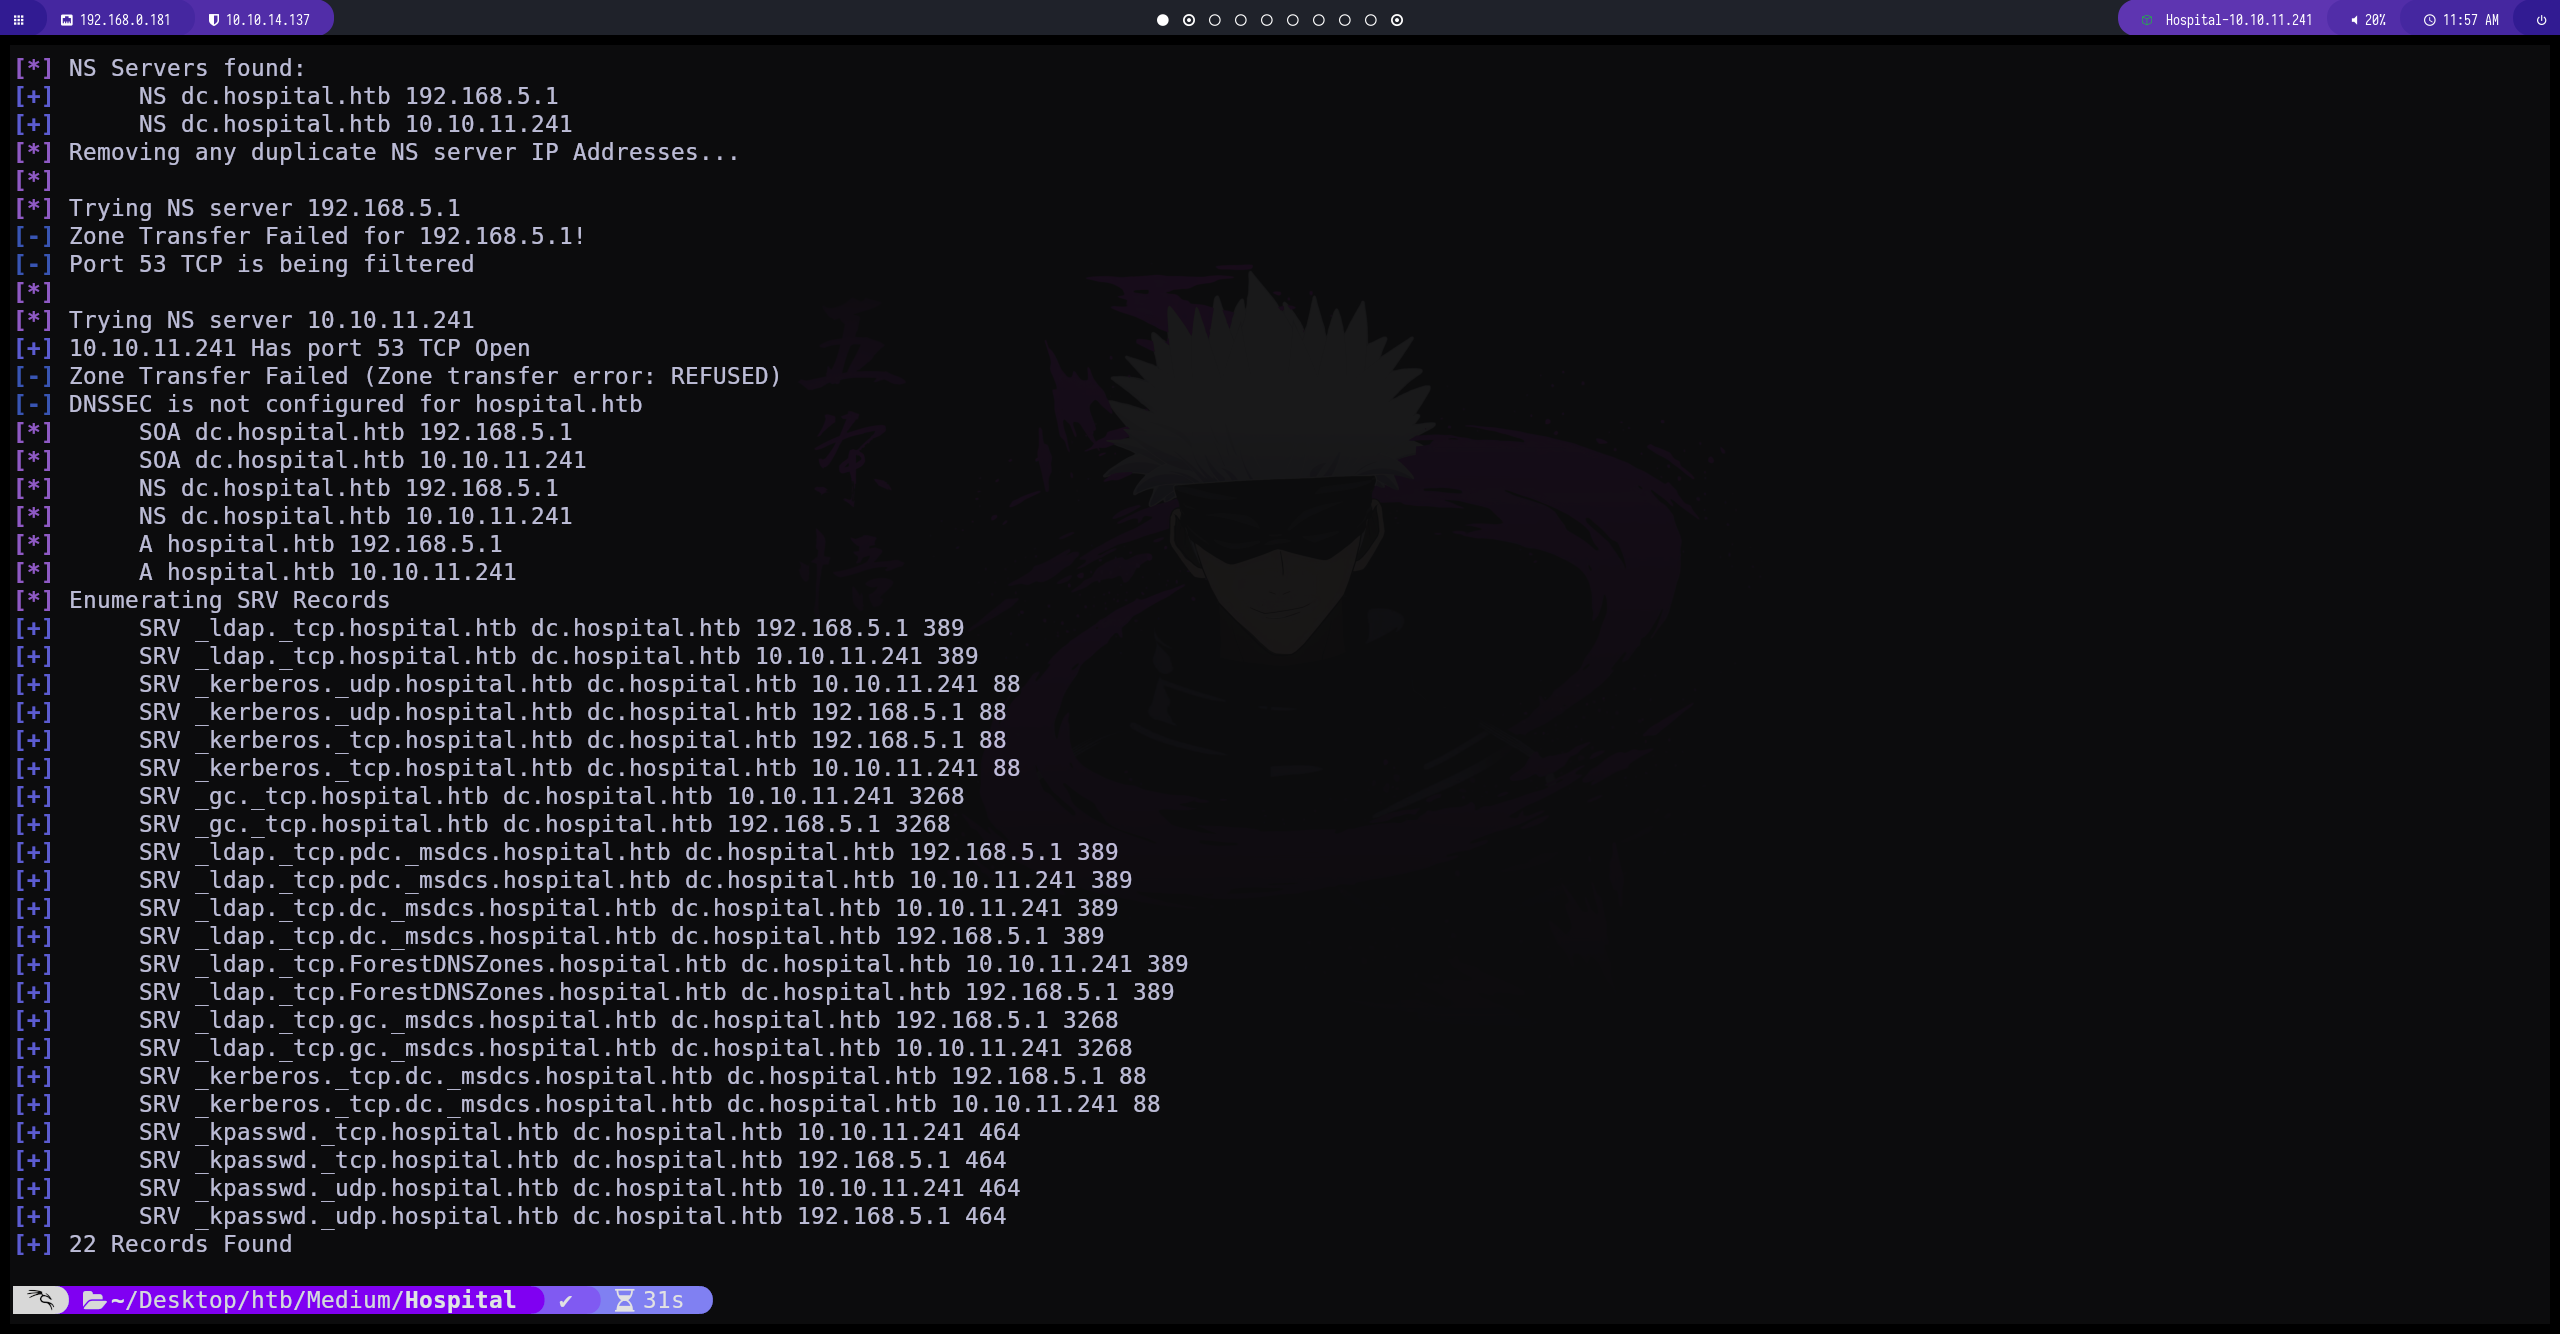 192.168.0.181 10.10.14.137 Hospital-10.10.11.241 20% 11:57 AM
[*] NS Servers found:
[+] NS dc.hospital.htb 192.168.5.1
[+] NS dc.hospital.htb 10.10.11.241
[*] Removing any duplicate NS server IP Addresses...
[*]
[*] Trying NS server 192.168.5.1
[-] Zone Transfer Failed for 192.168.5.1!
[-] Port 53 TCP is being filtered
[*]
[*] Trying NS server 10.10.11.241
[+] 10.10.11.241 Has port 53 TCP Open
[-] Zone Transfer Failed (Zone transfer error: REFUSED)
[-] DNSSEC is not configured for hospital.htb
[*] SOA dc.hospital.htb 192.168.5.1
[*] SOA dc.hospital.htb 10.10.11.241
[*] NS dc.hospital.htb 192.168.5.1
[*] NS dc.hospital.htb 10.10.11.241
[*] A hospital.htb 192.168.5.1
[*] A hospital.htb 10.10.11.241
[*] Enumerating SRV Records
[+] SRV _ldap._tcp.hospital.htb dc.hospital.htb 192.168.5.1 389
[+] SRV _ldap._tcp.hospital.htb dc.hospital.htb 10.10.11.241 389
[+] SRV _kerberos._udp.hospital.htb dc.hospital.htb 10.10.11.241 88
[+] SRV _kerberos._udp.hospital.htb dc.hospital.htb 192.168.5.1 88
[+] SRV _kerberos._tcp.hospital.htb dc.hospital.htb 192.168.5.1 88
[+] SRV _kerberos._tcp.hospital.htb dc.hospital.htb 10.10.11.241 88
[+] SRV _gc._tcp.hospital.htb dc.hospital.htb 10.10.11.241 3268
[+] SRV _gc._tcp.hospital.htb dc.hospital.htb 192.168.5.1 3268
[+] SRV _ldap._tcp.pdc._msdcs.hospital.htb dc.hospital.htb 192.168.5.1 389
[+] SRV _ldap._tcp.pdc._msdcs.hospital.htb dc.hospital.htb 10.10.11.241 389
[+] SRV _ldap._tcp.dc._msdcs.hospital.htb dc.hospital.htb 10.10.11.241 389
[+] SRV _ldap._tcp.dc._msdcs.hospital.htb dc.hospital.htb 192.168.5.1 389
[+] SRV _ldap._tcp.ForestDNSZones.hospital.htb dc.hospital.htb 10.10.11.241 389
[+] SRV _ldap._tcp.ForestDNSZones.hospital.htb dc.hospital.htb 192.168.5.1 389
[+] SRV _ldap._tcp.gc._msdcs.hospital.htb dc.hospital.htb 192.168.5.1 3268
[+] SRV _ldap._tcp.gc._msdcs.hospital.htb dc.hospital.htb 10.10.11.241 3268
[+] SRV _kerberos._tcp.dc._msdcs.hospital.htb dc.hospital.htb 192.168.5.1 88
[+] SRV _kerberos._tcp.dc._msdcs.hospital.htb dc.hospital.htb 10.10.11.241 88
[+] SRV _kpasswd._tcp.hospital.htb dc.hospital.htb 10.10.11.241 464
[+] SRV _kpasswd._tcp.hospital.htb dc.hospital.htb 192.168.5.1 464
[+] SRV _kpasswd._udp.hospital.htb dc.hospital.htb 10.10.11.241 464
[+] SRV _kpasswd._udp.hospital.htb dc.hospital.htb 192.168.5.1 464
[+] 22 Records Found
~/Desktop/htb/Medium/Hospital ✔ 31s
五
条
悟